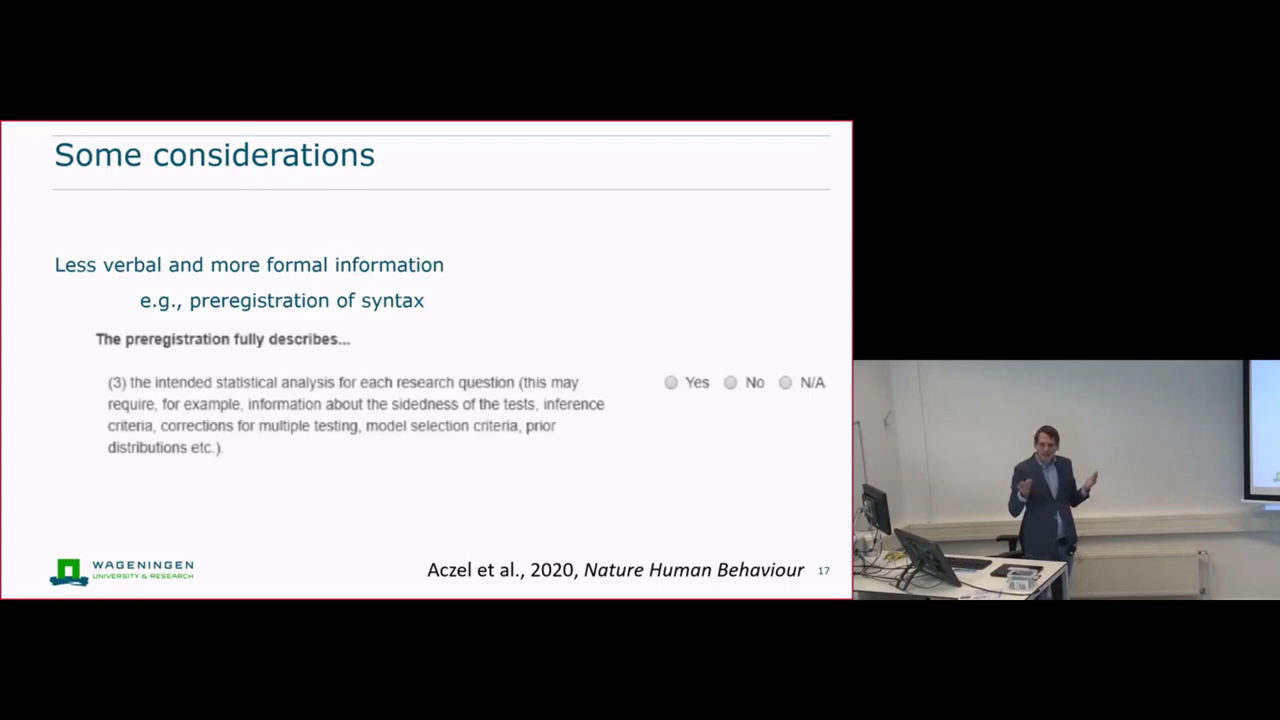 Some considerations
Less verbal and more formal information
e.g., preregistration of syntax
The preregistration fully describes...
(3) the intended statistical analysis for each research question (this may
require, for example, information about the sidedness of the tests, inference
criteria, corrections for multiple testing, model selection criteria, prior
distributions etc.).
Yes No N/A
WAGENINGEN
UNIVERSITY & RESEARCH
Aczel et al., 2020, Nature Human Behaviour 17